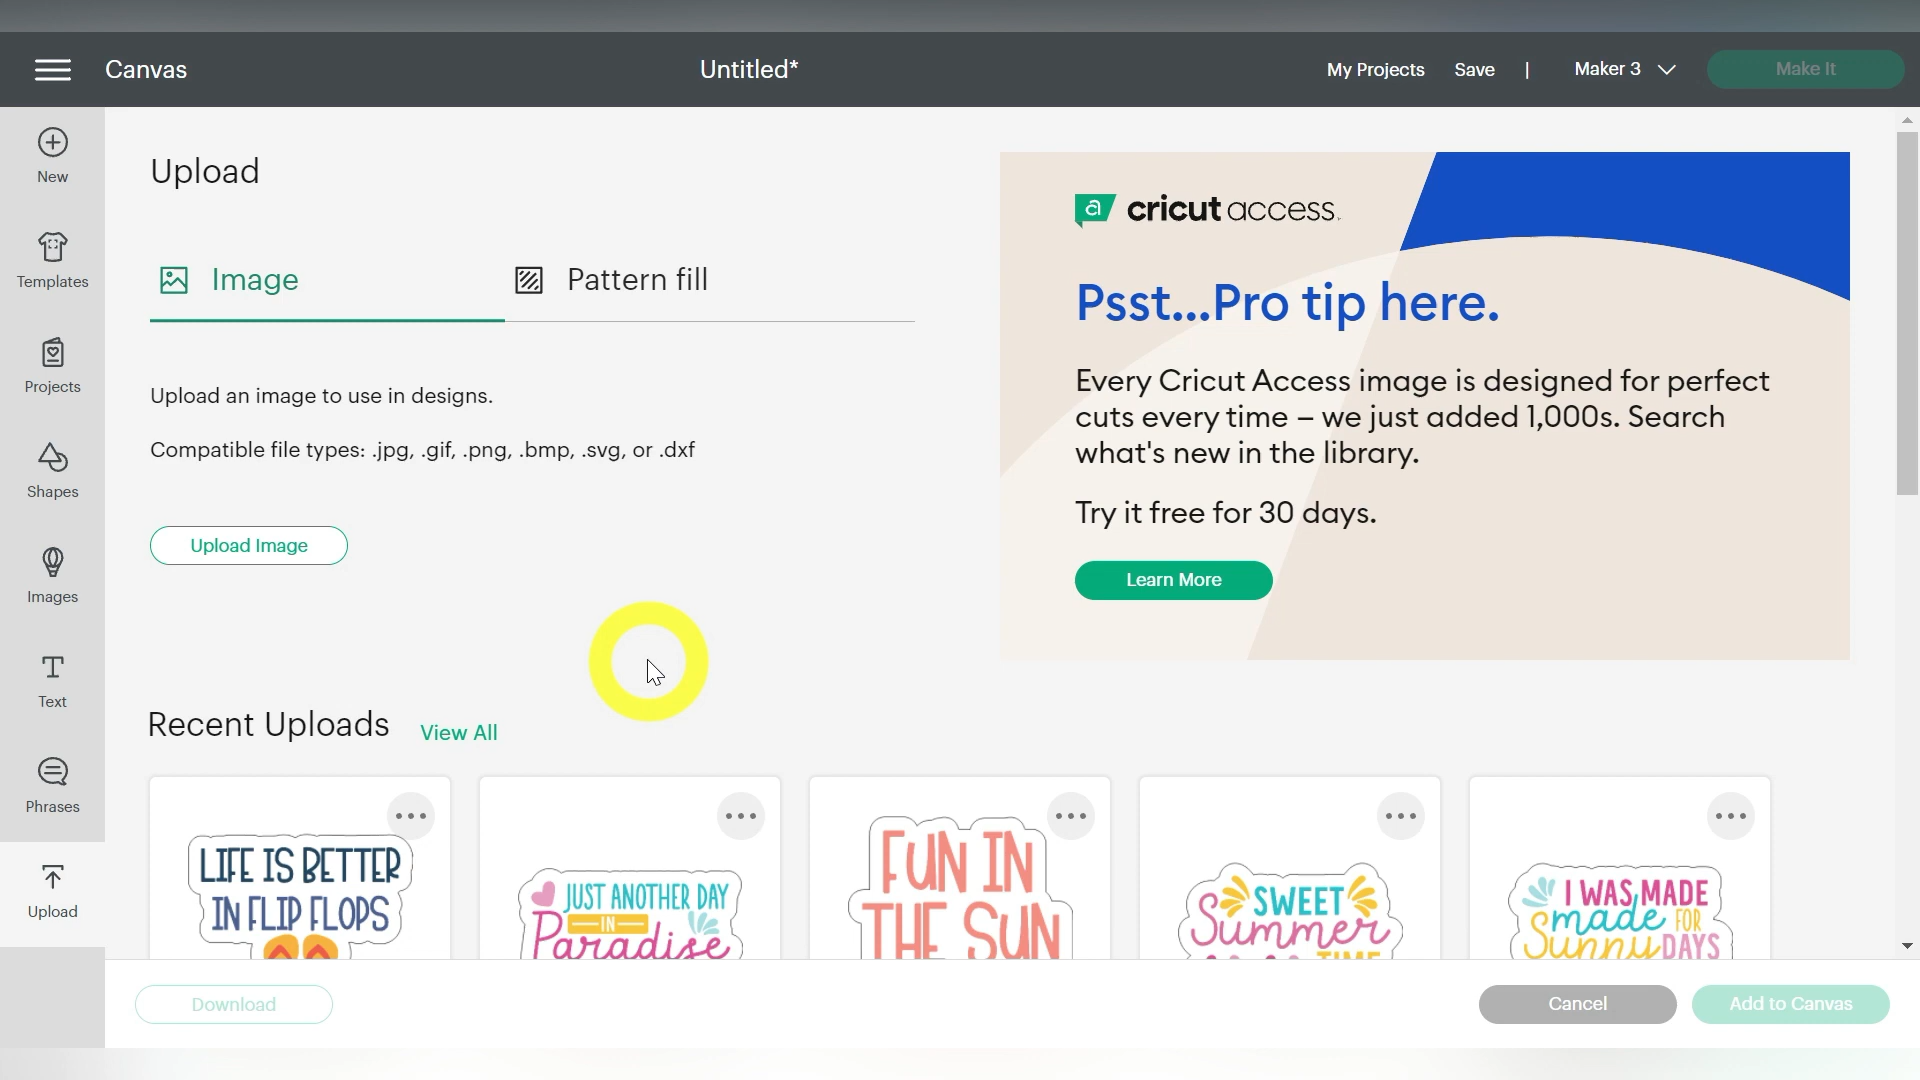 Canvas
Untitled*
My Projects
Save
|
Maker 3
Make It
New
Templates
Projects
Shapes
Images
Text
Phrases
Upload
Upload
Image
Pattern fill
Upload an image to use in designs.
Compatible file types: .jpg, .gif, .png, .bmp, .svg, or .dxf
Upload Image
cricut access
Psst...Pro tip here.
Every Cricut Access image is designed for perfect
cuts every time – we just added 1,000s. Search
what's new in the library.
Try it free for 30 days.
Learn More
Recent Uploads
View All
LIFE IS BETTER
IN FLIP FLOPS
JUST ANOTHER DAY
IN
Paradise
FUN IN
THE SUN
SWEET
Summer
TIME
I WAS MADE
made FOR
Sunny DAYS
Download
Cancel
Add to Canvas